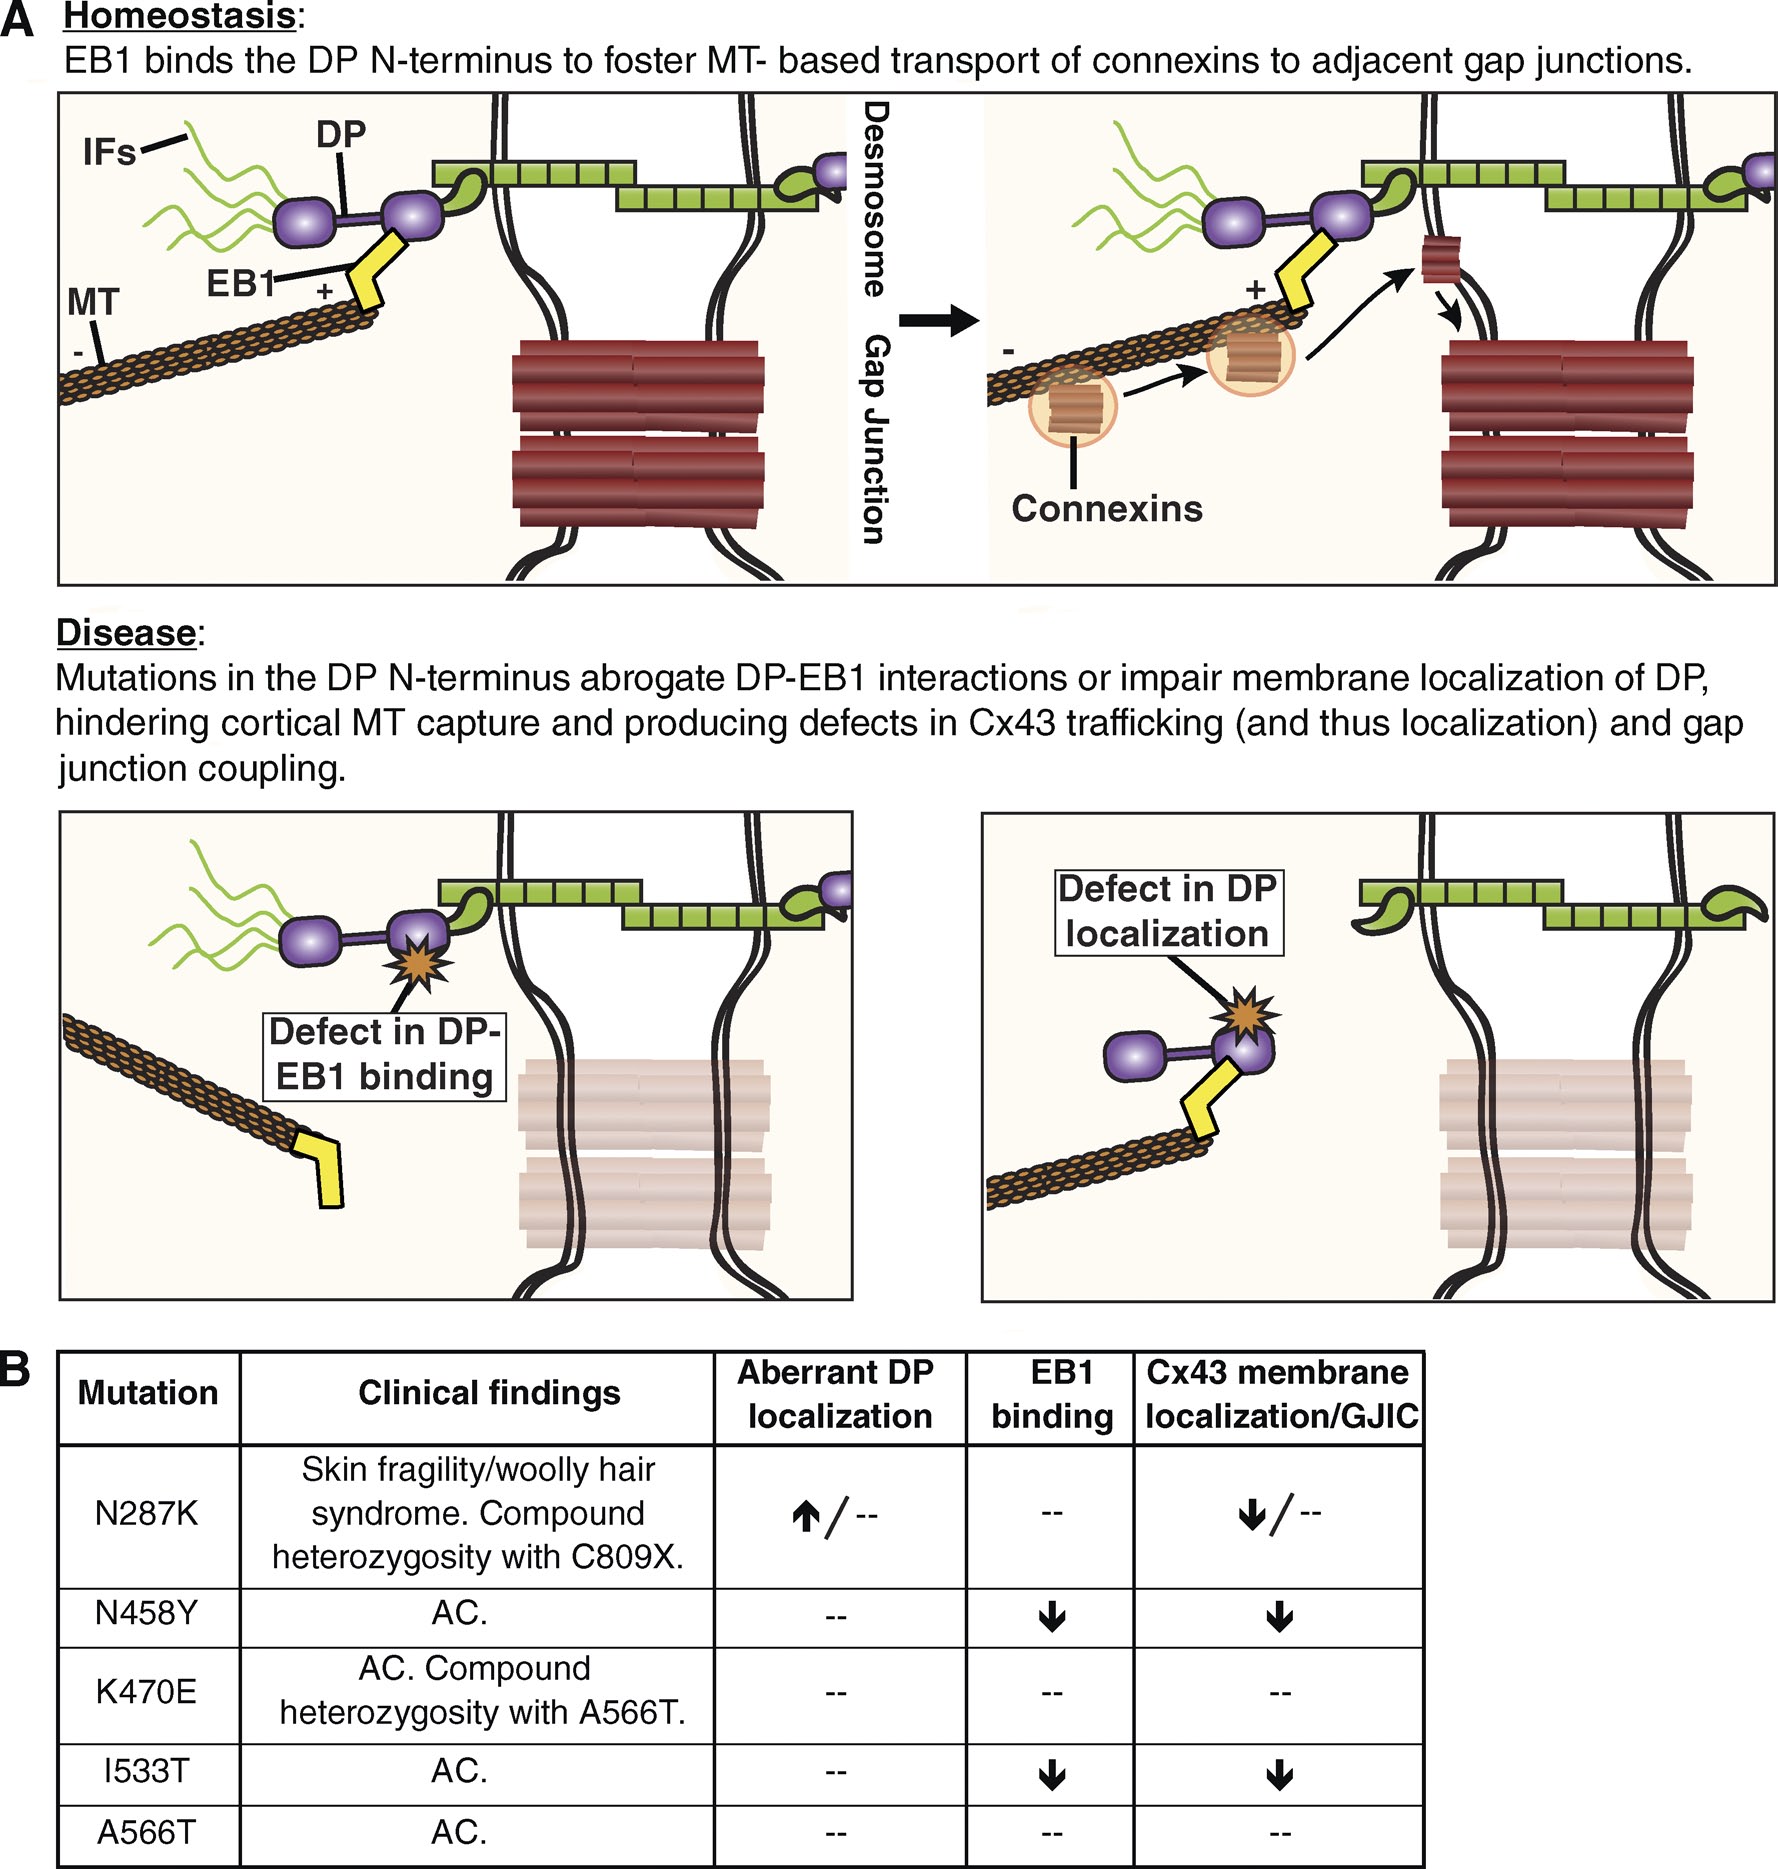 A
Homeostasis:
EB1 binds the DP N-terminus to foster MT- based transport of connexins to adjacent gap junctions.
IFs
DP
EB1
+
MT
-
Desmosome
Gap Junction
+
-
Connexins
Disease:
Mutations in the DP N-terminus abrogate DP-EB1 interactions or impair membrane localization of DP,
hindering cortical MT capture and producing defects in Cx43 trafficking (and thus localization) and gap
junction coupling.
Defect in DP-
EB1 binding
Defect in DP
localization
B
Mutation
Clinical findings
Aberrant DP
localization
EB1
binding
Cx43 membrane
localization/GJIC
N287K
Skin fragility/woolly hair
syndrome. Compound
heterozygosity with C809X.
↑/ --
--
↓/ --
N458Y
AC.
--
↓
↓
K470E
AC. Compound
heterozygosity with A566T.
--
--
--
I533T
AC.
--
↓
↓
A566T
AC.
--
--
--